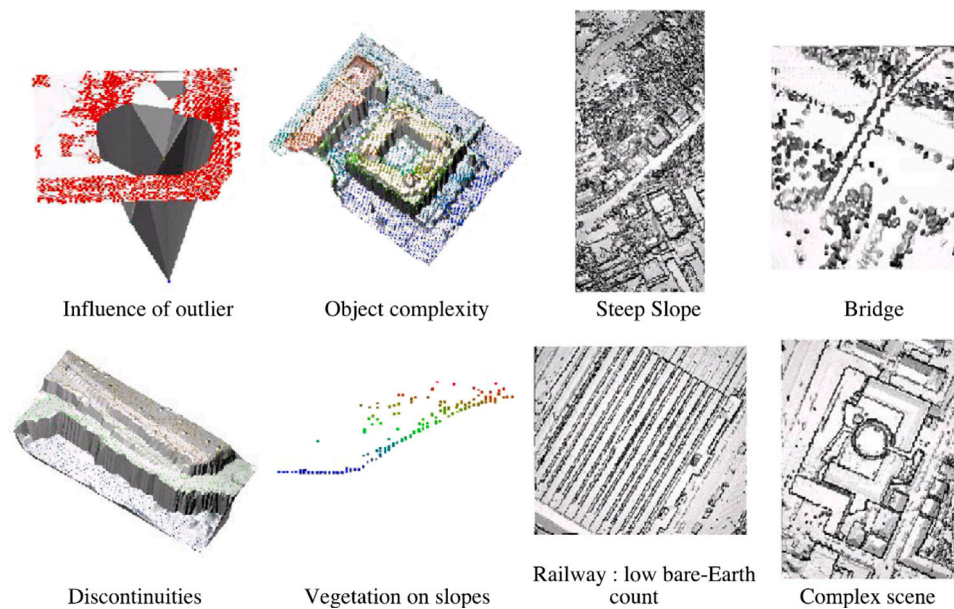 Influence of outlier
Object complexity
Steep Slope
Bridge
Discontinuities
Vegetation on slopes
Railway : low bare-Earth
count
Complex scene